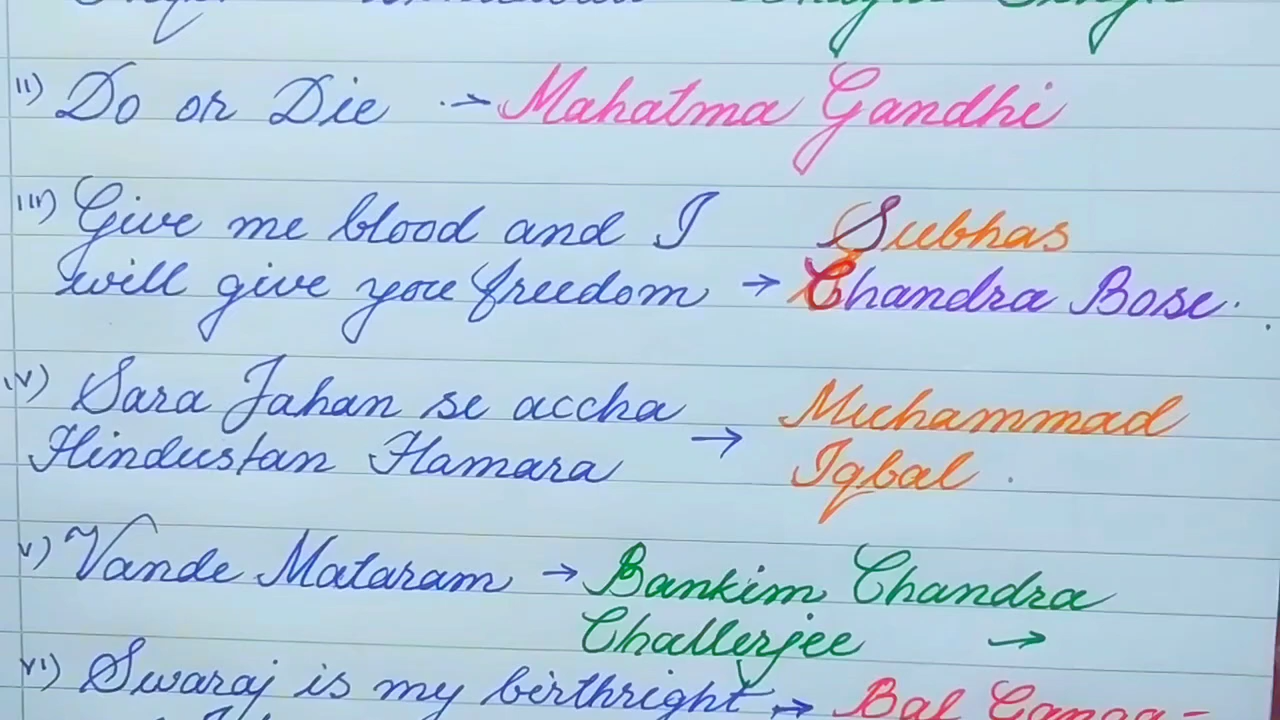 ii) Do or Die → Mahatma Gandhi
iii) Give me blood and I Subhas
will give you freedom → Chandra Bose.
iv) Sara Jahan se accha → Muhammad
Hindustan Hamara Iqbal.
v) Vande Mataram → Bankim Chandra
Chatterjee →
vi) Swaraj is my birthright → Bal Ganga-